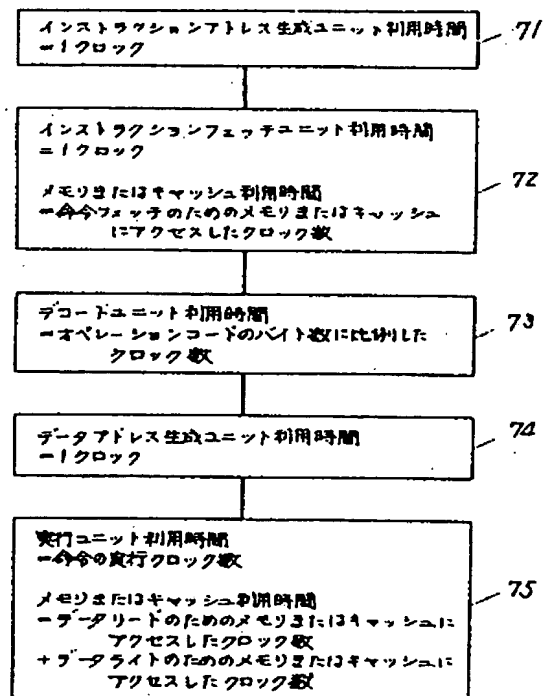 インストラクションアドレス生成ユニット利用時間
=1クロック
71
インストラクションフェッチユニット利用時間
=1クロック
メモリまたはキャッシュ利用時間
=命令フェッチのためのメモリまたはキャッシュ
にアクセスしたクロック数
72
デコードユニット利用時間
=オペレーションコードのバイト数に比例した
クロック数
73
データアドレス生成ユニット利用時間
=1クロック
74
実行ユニット利用時間
=命令の実行クロック数
メモリまたはキャッシュ利用時間
=データリードのためのメモリまたはキャッシュに
アクセスしたクロック数
+データライトのためのメモリまたはキャッシュに
アクセスしたクロック数
75